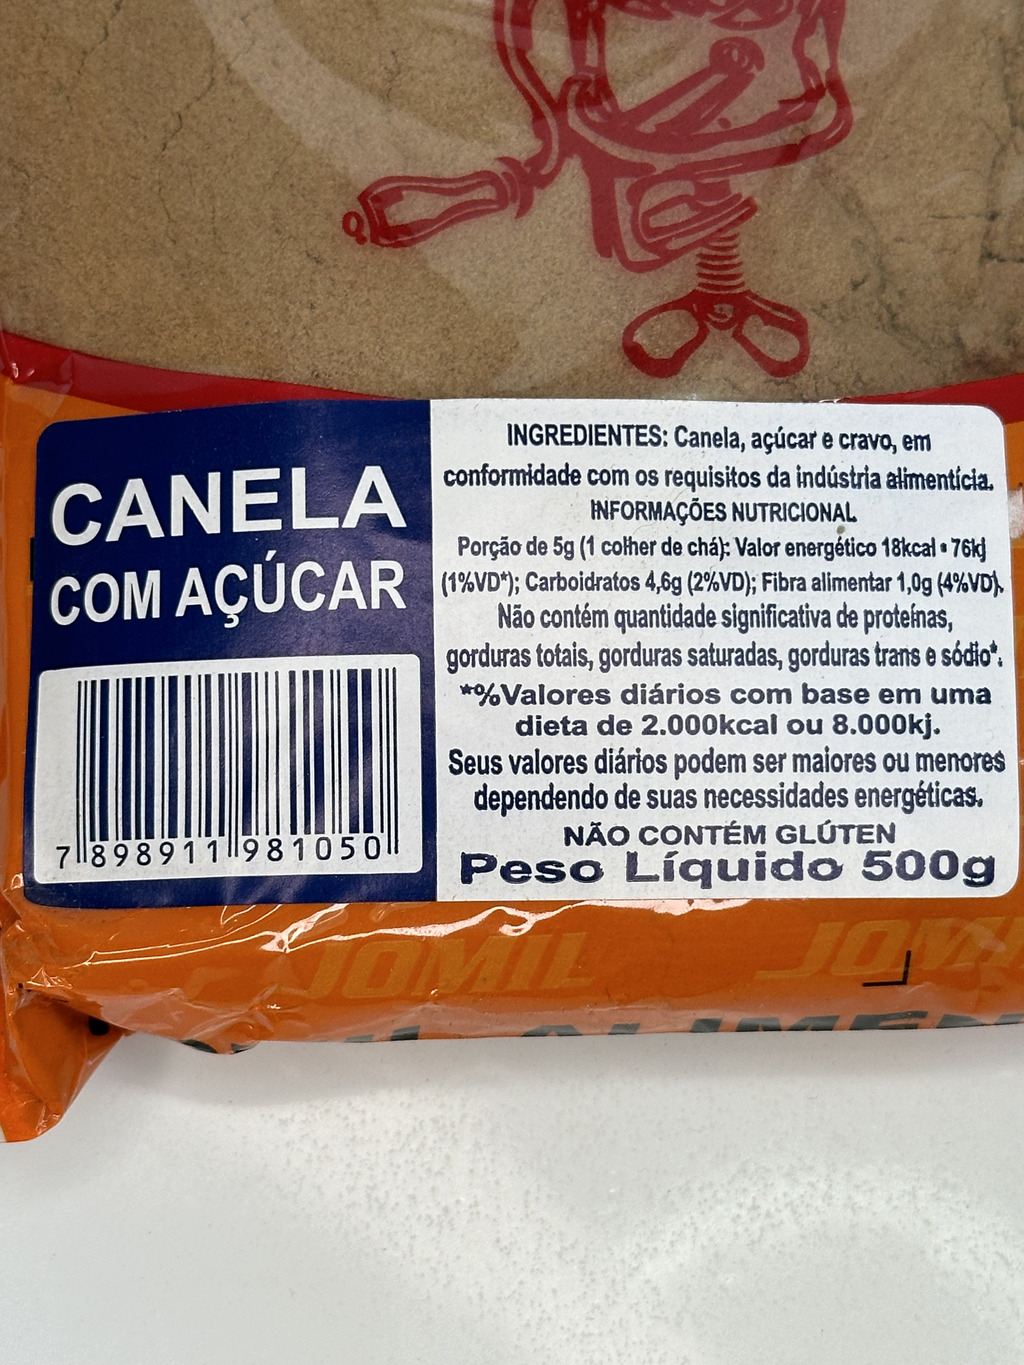 CANELA
COM AÇÚCAR
7 898911 981050
INGREDIENTES: Canela, açúcar e cravo, em
conformidade com os requisitos da indústria alimentícia.
INFORMAÇÕES NUTRICIONAL
Porção de 5g (1 colher de chá): Valor energético 18kcal • 76kj
(1%VD*); Carboidratos 4,6g (2%VD); Fibra alimentar 1,0g (4%VD).
Não contém quantidade significativa de proteínas,
gorduras totais, gorduras saturadas, gorduras trans e sódio*.
*%Valores diários com base em uma
dieta de 2.000kcal ou 8.000kj.
Seus valores diários podem ser maiores ou menores
dependendo de suas necessidades energéticas.
NÃO CONTÉM GLÚTEN
Peso Líquido 500g
JOMIL